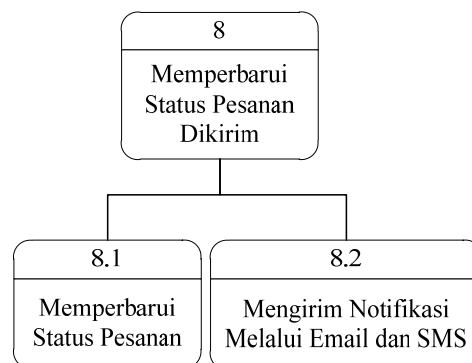 8
Memperbarui
Status Pesanan
Dikirim
8.1
Memperbarui
Status Pesanan
8.2
Mengirim Notifikasi
Melalui Email dan SMS